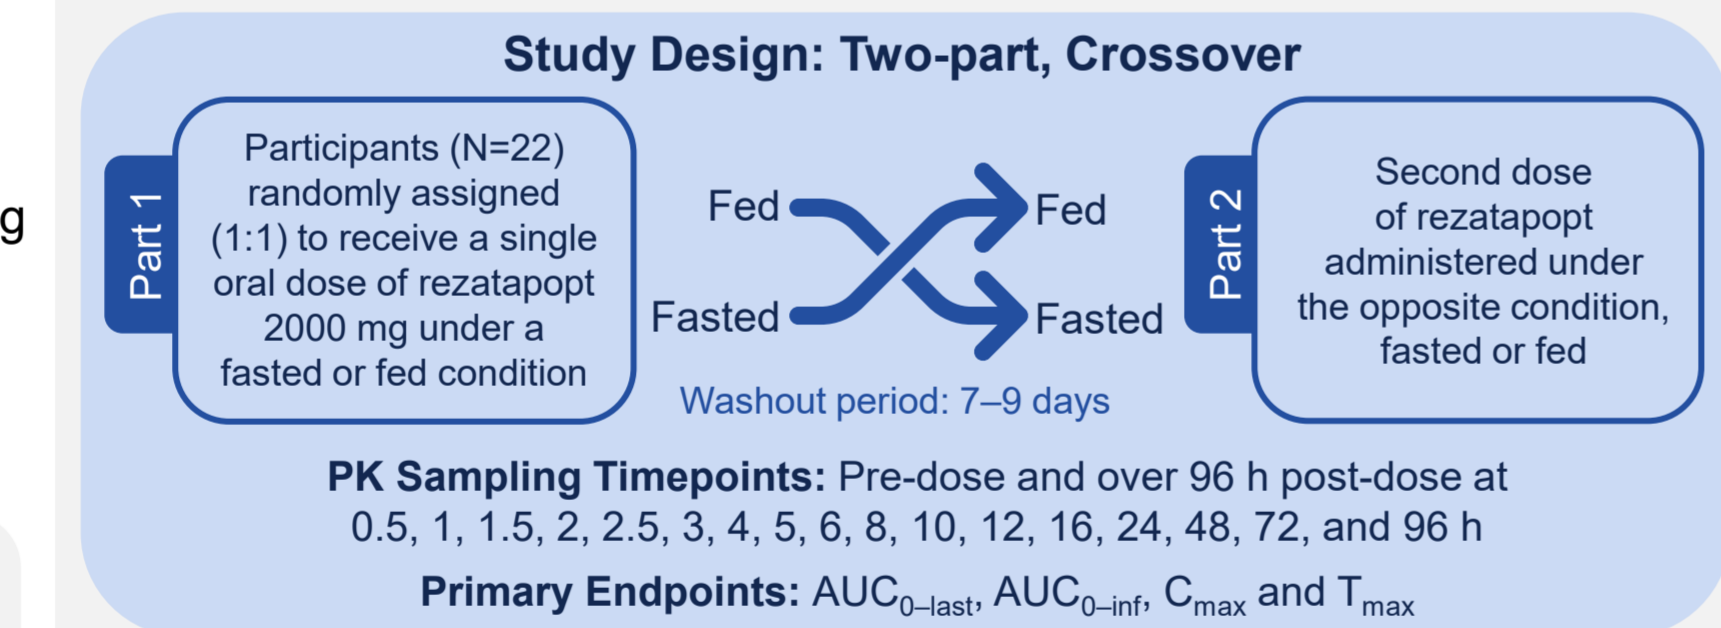 g
Study Design: Two-part, Crossover
Part 1
Participants (N=22)
randomly assigned
(1:1) to receive a single
oral dose of rezatapopt
2000 mg under a
fasted or fed condition
Fed
Fed
Fasted
Fasted
Washout period: 7–9 days
Part 2
Second dose
of rezatapopt
administered under
the opposite condition,
fasted or fed
PK Sampling Timepoints: Pre-dose and over 96 h post-dose at
0.5, 1, 1.5, 2, 2.5, 3, 4, 5, 6, 8, 10, 12, 16, 24, 48, 72, and 96 h
Primary Endpoints: AUC0–last, AUC0–inf, Cmax and Tmax